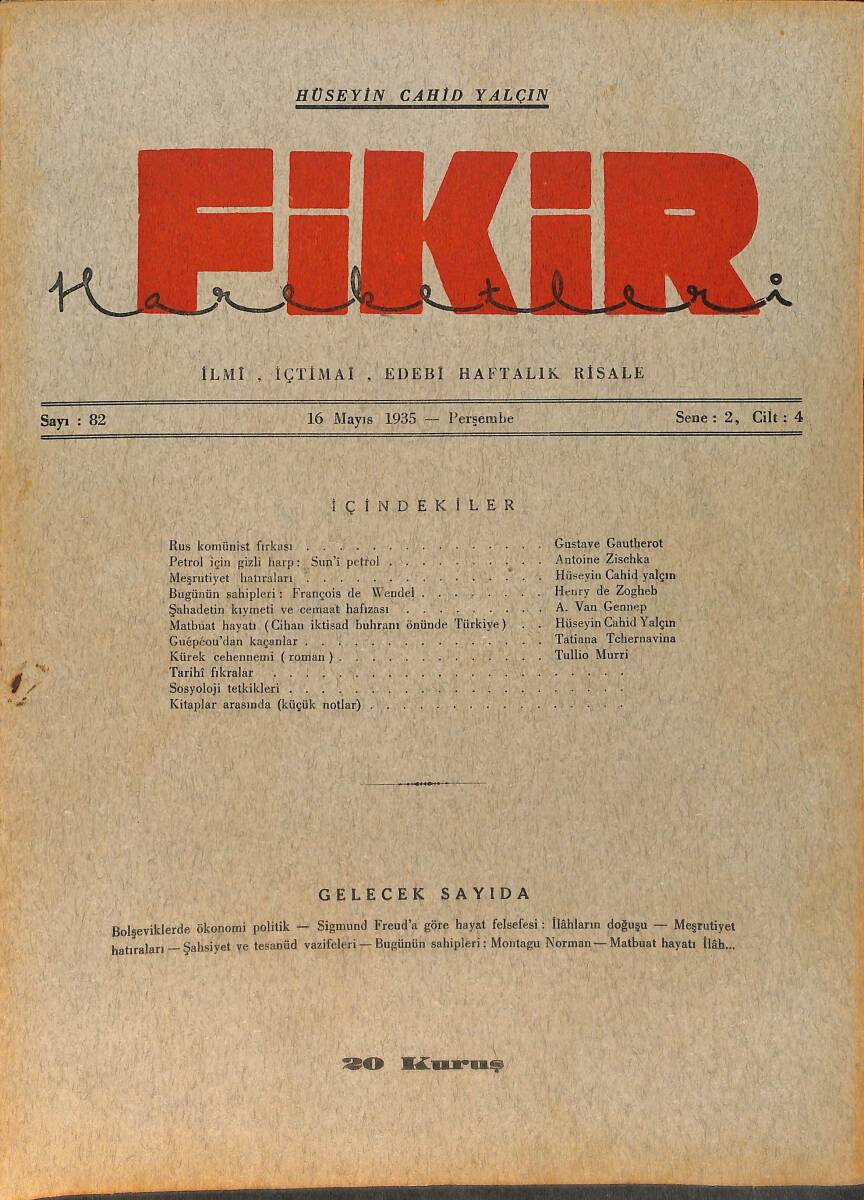 HÜSEYİN CAHİD YALÇIN
FİKİR
Hareketleri
İLMÎ , İÇTİMAİ , EDEBÎ HAFTALIK RİSALE
Sayı : 82 16 Mayıs 1935 — Perşembe Sene : 2, Cilt : 4
İÇİNDEKİLER
Rus komünist fırkası . . . . . . . . . . . . . . . Gustave Gautherot
Petrol için gizli harp : Sun'î petrol . . . . . . . . . . Antoine Zischka
Meşrutiyet hatıraları . . . . . . . . . . . . . . . Hüseyin Cahid yalçın
Bugünün sahipleri : François de Wendel . . . . . . . . Henry de Zogheb
Şahadetin kıymeti ve cemaat hafızası . . . . . . . . . A. Van Gennep
Matbuat hayatı ( Cihan iktisad buhranı önünde Türkiye ) . . Hüseyin Cahid Yalçın
Guépéou'dan kaçanlar . . . . . . . . . . . . . . . Tatiana Tchernavina
Kürek cehennemi ( roman ) . . . . . . . . . . . . . Tullio Murri
Tarihî fıkralar . . . . . . . . . . . . . . . . . . . . . .
Sosyoloji tetkikleri . . . . . . . . . . . . . . . . . . . . .
Kitaplar arasında (küçük notlar) . . . . . . . . . . . . . . . .
GELECEK SAYIDA
Bolşeviklerde ökonomi politik — Sigmund Freud'a göre hayat felsefesi : İlâhların doğuşu — Meşrutiyet
hatıraları — Şahsiyet ve tesanüd vazifeleri — Bugünün sahipleri : Montagu Norman — Matbuat hayatı İlâh...
20 Kuruş